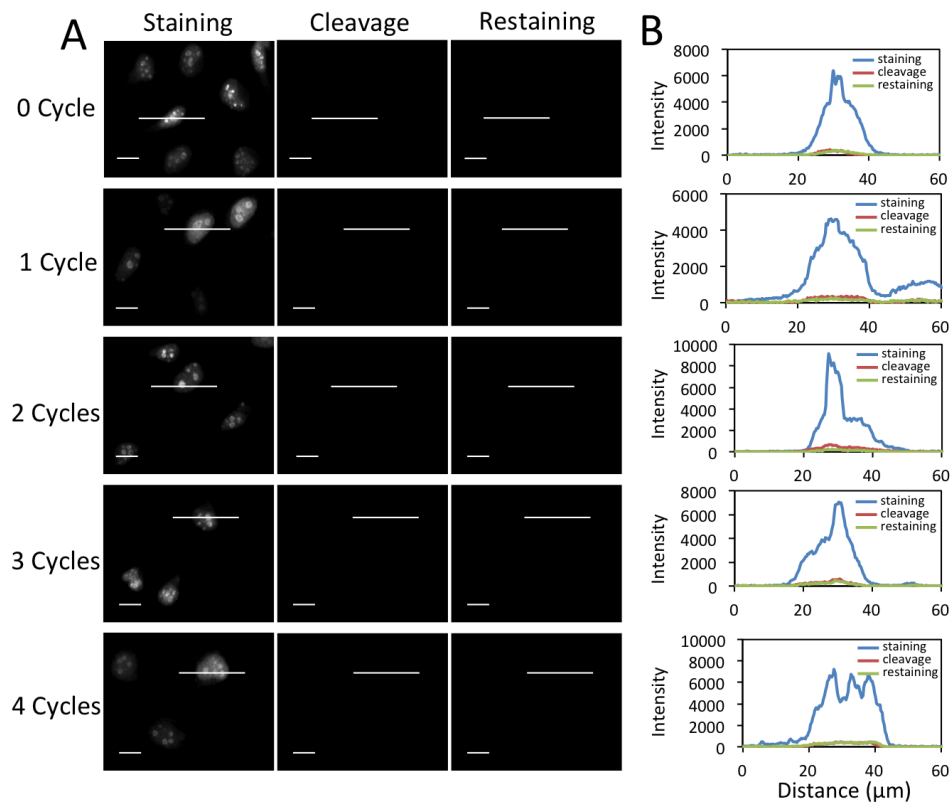 A
Staining
Cleavage
Restaining
0 Cycle
1 Cycle
2 Cycles
3 Cycles
4 Cycles
B
8000
6000
4000
2000
0
Intensity
staining
cleavage
restaining
0
20
40
60
6000
4000
2000
0
Intensity
staining
cleavage
restaining
0
20
40
60
10000
8000
6000
4000
2000
0
Intensity
staining
cleavage
restaining
0
20
40
60
8000
6000
4000
2000
0
Intensity
staining
cleavage
restaining
0
20
40
60
10000
8000
6000
4000
2000
0
Intensity
staining
cleavage
restaining
0
20
40
60
Distance (μm)